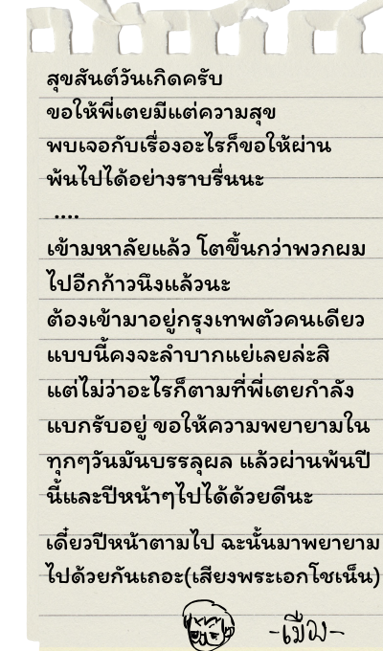 สุขสันต์วันเกิดครับ
ขอให้พี่เตยมีแต่ความสุข
พบเจอกับเรื่องอะไรก็ขอให้ผ่าน
พ้นไปได้อย่างราบรื่นนะ
....
เข้ามหาลัยแล้ว โตขึ้นกว่าพวกผม
ไปอีกก้าวนึงแล้วนะ
ต้องเข้ามาอยู่กรุงเทพตัวคนเดียว
แบบนี้คงจะลำบากแย่เลยล่ะสิ
แต่ไม่ว่าอะไรก็ตามที่พี่เตยกำลัง
แบกรับอยู่ ขอให้ความพยายามใน
ทุกๆวันมันบรรลุผล แล้วผ่านพ้นปี
นี้และปีหน้าๆไปได้ด้วยดีนะ
เดี๋ยวปีหน้าตามไป ฉะนั้นมาพยายาม
ไปด้วยกันเถอะ(เสียงพระเอกโชเน็น)
-เมือง-